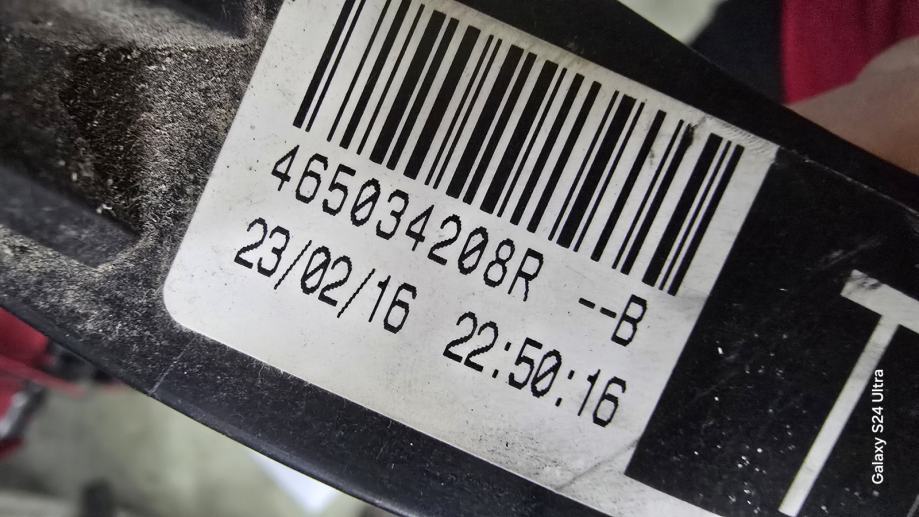 465034208R --B
23/02/16 22:50:16
Galaxy S24 Ultra